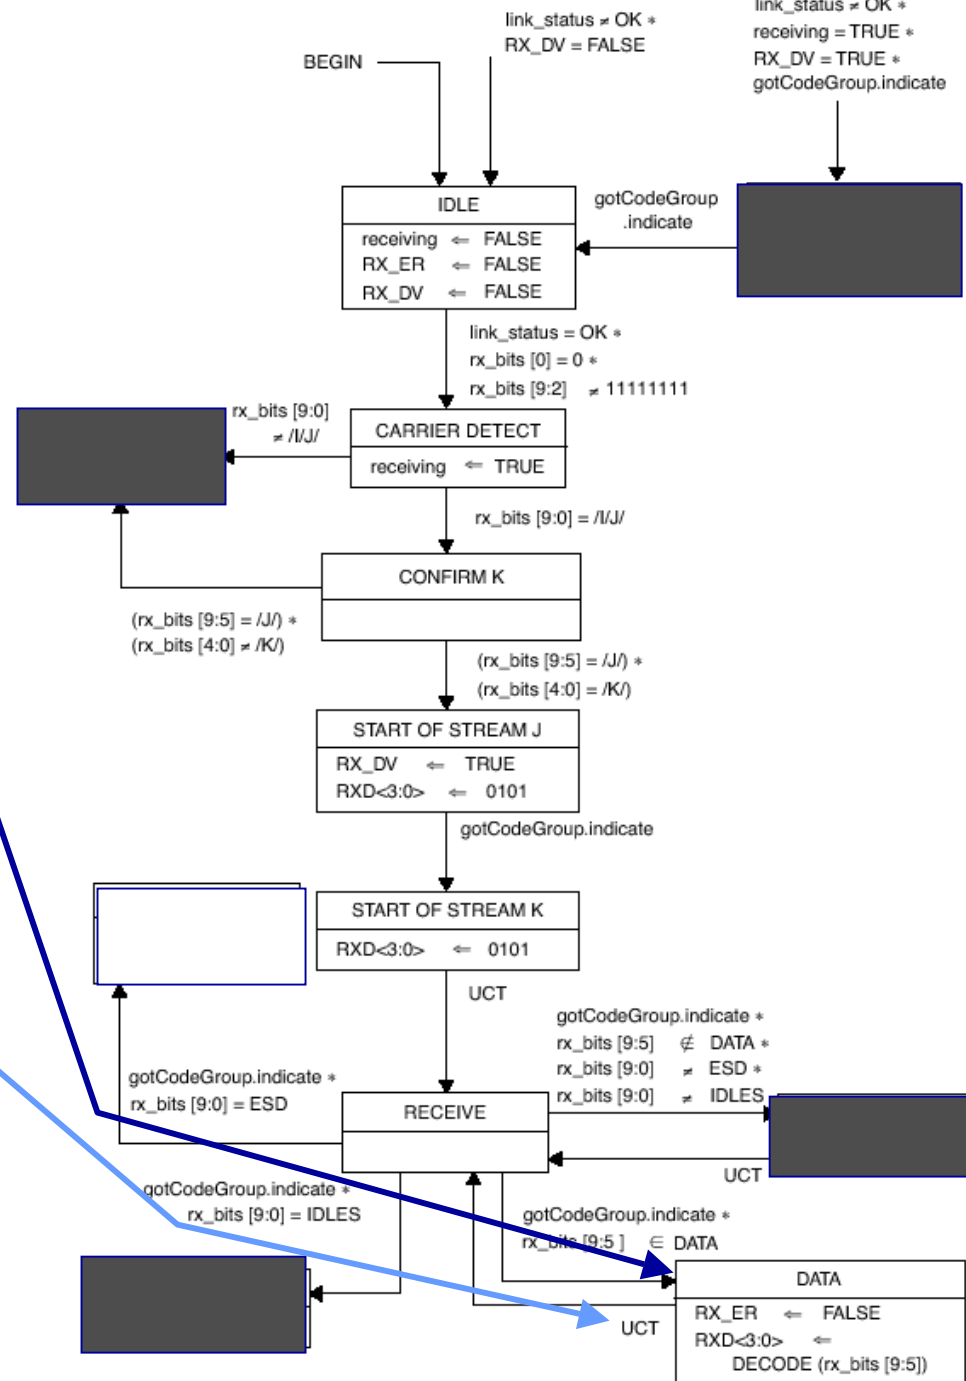 link_status ≠ OK *
RX_DV = FALSE
BEGIN
link_status ≠ OK *
receiving = TRUE *
RX_DV = TRUE *
gotCodeGroup.indicate
IDLE
receiving ⇐ FALSE
RX_ER ⇐ FALSE
RX_DV ⇐ FALSE
gotCodeGroup
.indicate
link_status = OK *
rx_bits [0] = 0 *
rx_bits [9:2] ≠ 11111111
rx_bits [9:0]
≠ /I/J/
CARRIER DETECT
receiving ⇐ TRUE
rx_bits [9:0] = /I/J/
CONFIRM K
(rx_bits [9:5] = /J/) *
(rx_bits [4:0] ≠ /K/)
(rx_bits [9:5] = /J/) *
(rx_bits [4:0] = /K/)
START OF STREAM J
RX_DV ⇐ TRUE
RXD<3:0> ⇐ 0101
gotCodeGroup.indicate
START OF STREAM K
RXD<3:0> ⇐ 0101
UCT
gotCodeGroup.indicate *
rx_bits [9:5] ∉ DATA *
rx_bits [9:0] ≠ ESD *
rx_bits [9:0] ≠ IDLES
gotCodeGroup.indicate *
rx_bits [9:0] = ESD
RECEIVE
UCT
gotCodeGroup.indicate *
rx_bits [9:0] = IDLES
gotCodeGroup.indicate *
rx_bits [9:5 ] ∈ DATA
DATA
RX_ER ⇐ FALSE
RXD<3:0> ⇐
DECODE (rx_bits [9:5])
UCT